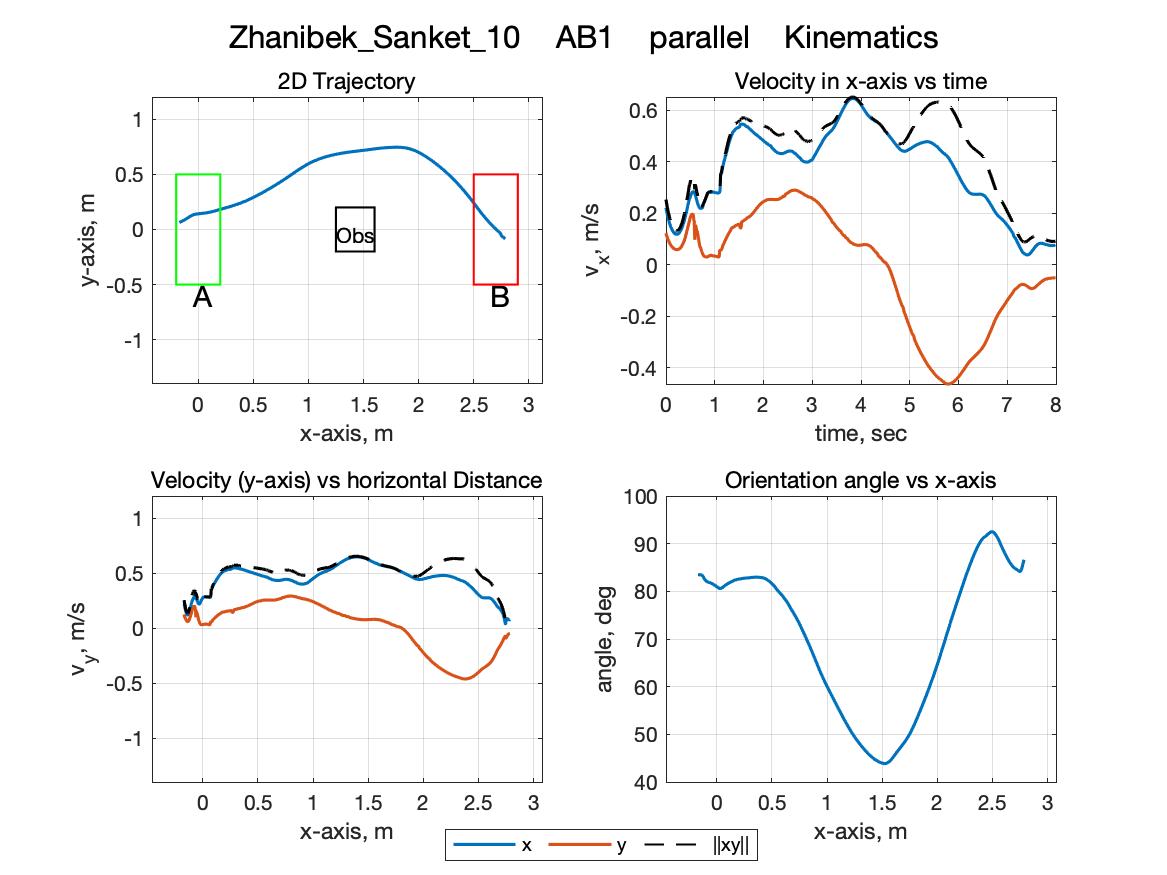 Zhanibek_Sanket_10 AB1 parallel Kinematics
2D Trajectory
1
0.5
0
-0.5
-1
y-axis, m
A
Obs
B
0 0.5 1 1.5 2 2.5 3
x-axis, m
Velocity in x-axis vs time
0.6
0.4
0.2
0
-0.2
-0.4
vx, m/s
0 1 2 3 4 5 6 7 8
time, sec
Velocity (y-axis) vs horizontal Distance
1
0.5
0
-0.5
-1
vy, m/s
0 0.5 1 1.5 2 2.5 3
x-axis, m
Orientation angle vs x-axis
100
90
80
70
60
50
40
angle, deg
0 0.5 1 1.5 2 2.5 3
x-axis, m
x y ||xy||